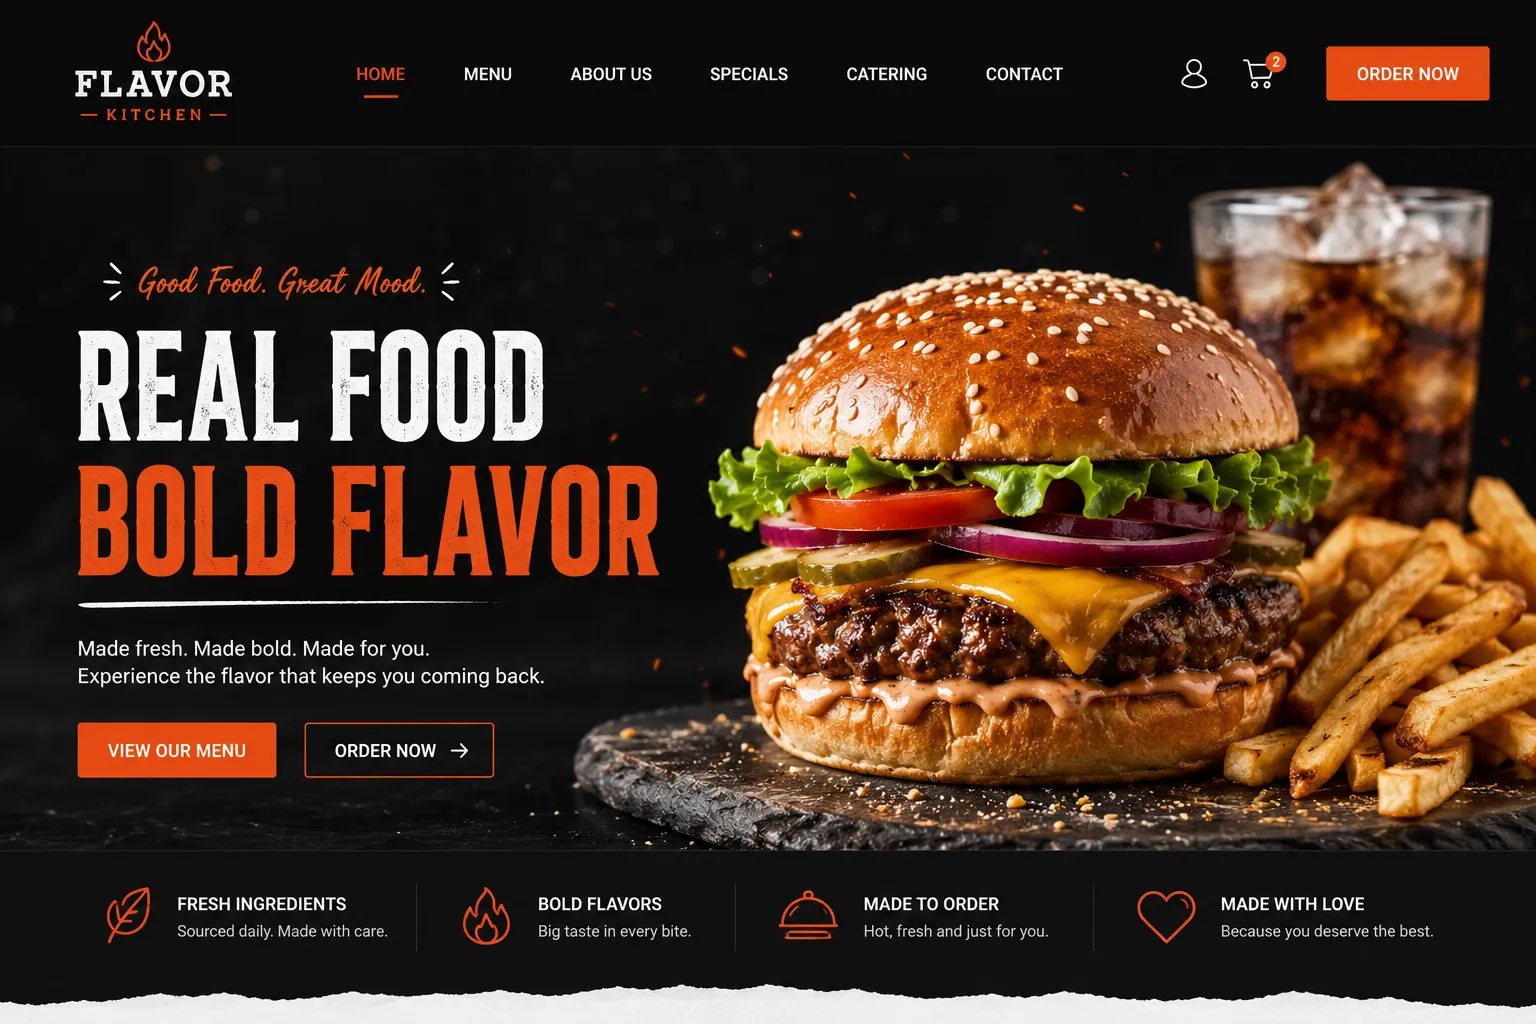 FLAVOR
KITCHEN
HOME
MENU
ABOUT US
SPECIALS
CATERING
CONTACT
2
ORDER NOW
Good Food. Great Mood.
REAL FOOD
BOLD FLAVOR
Made fresh. Made bold. Made for you.
Experience the flavor that keeps you coming back.
VIEW OUR MENU
ORDER NOW
FRESH INGREDIENTS
Sourced daily. Made with care.
BOLD FLAVORS
Big taste in every bite.
MADE TO ORDER
Hot, fresh and just for you.
MADE WITH LOVE
Because you deserve the best.